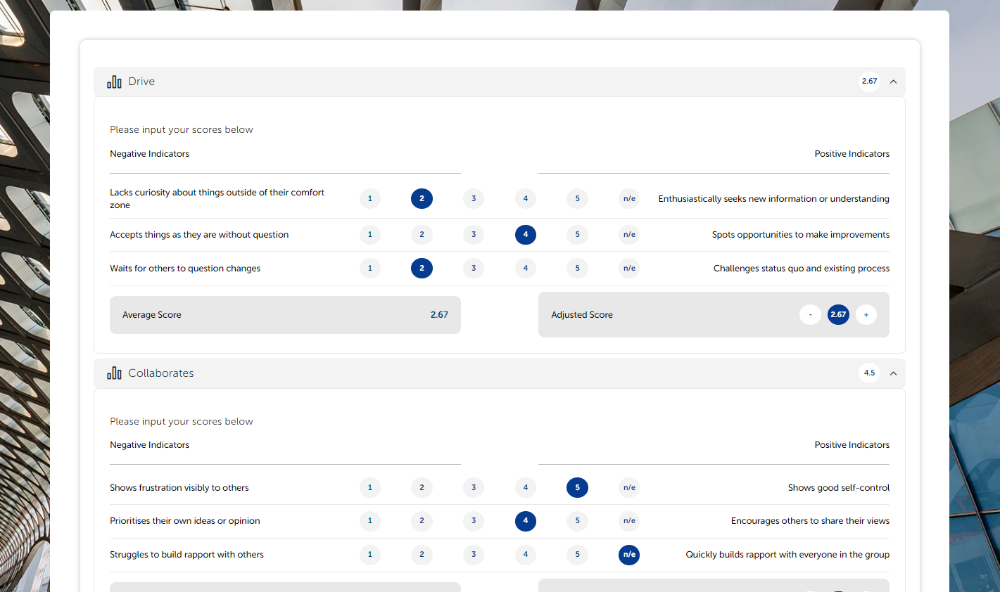 Drive 2.67
Please input your scores below
Negative Indicators Positive Indicators
Lacks curiosity about things outside of their comfort
zone 1 2 3 4 5 n/e Enthusiastically seeks new information or understanding
Accepts things as they are without question 1 2 3 4 5 n/e Spots opportunities to make improvements
Waits for others to question changes 1 2 3 4 5 n/e Challenges status quo and existing process
Average Score 2.67 Adjusted Score - 2.67 +
Collaborates 4.5
Please input your scores below
Negative Indicators Positive Indicators
Shows frustration visibly to others 1 2 3 4 5 n/e Shows good self-control
Prioritises their own ideas or opinion 1 2 3 4 5 n/e Encourages others to share their views
Struggles to build rapport with others 1 2 3 4 5 n/e Quickly builds rapport with everyone in the group